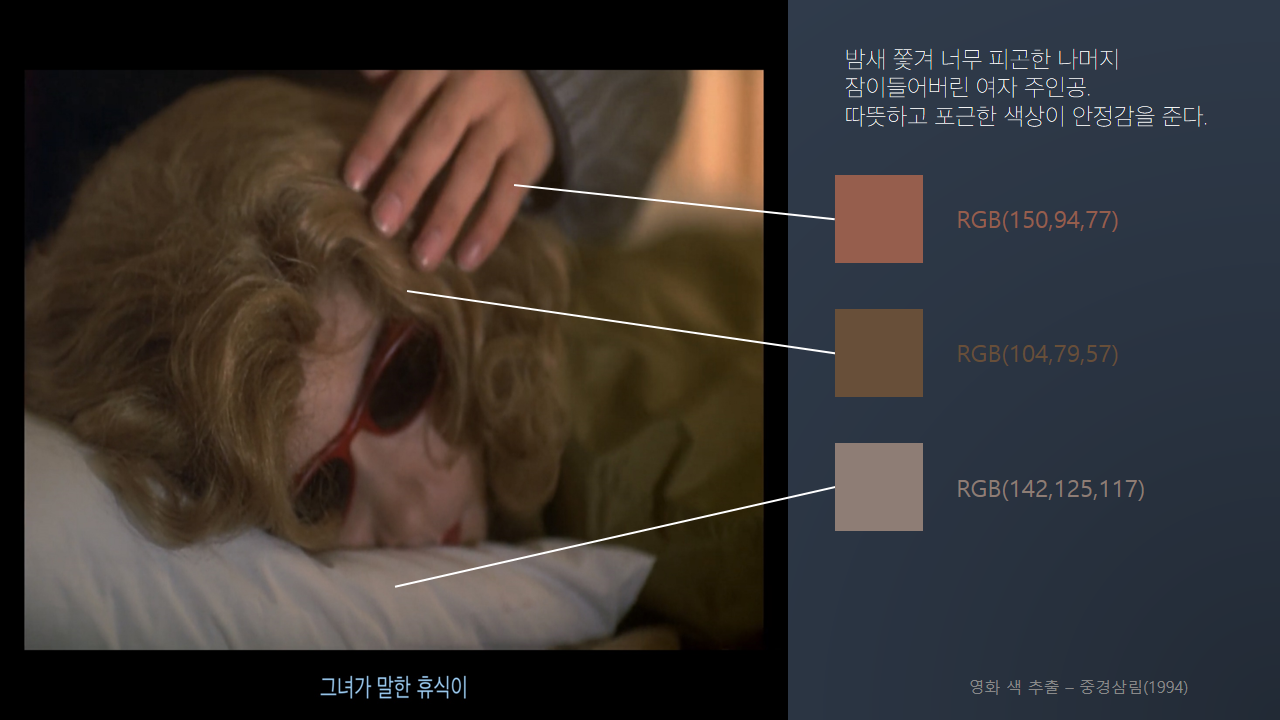 밤새 쫓겨 너무 피곤한 나머지
잠이들어버린 여자 주인공.
따뜻하고 포근한 색상이 안정감을 준다.
RGB(150,94,77)
RGB(104,79,57)
RGB(142,125,117)
그녀가 말한 휴식이
영화 색 추출 – 중경삼림(1994)